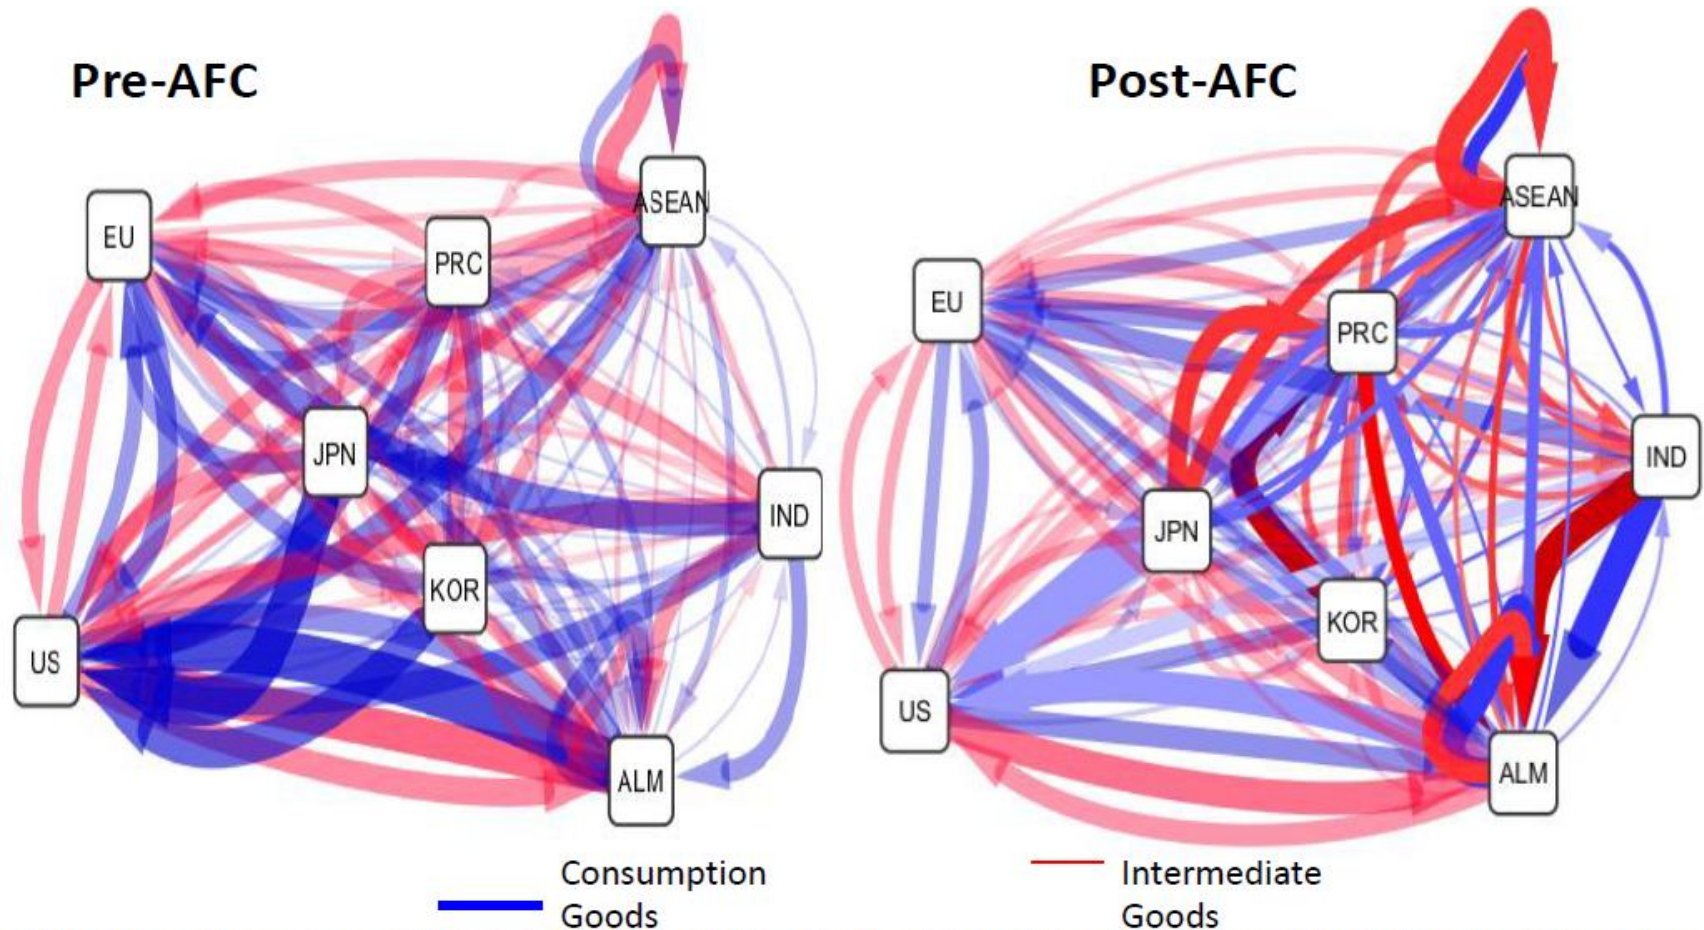 Pre-AFC
Post-AFC
ASEAN
EU
PRC
JPN
IND
KOR
US
ALM
ASEAN
EU
PRC
IND
JPN
KOR
US
ALM
Consumption
Goods
Intermediate
Goods